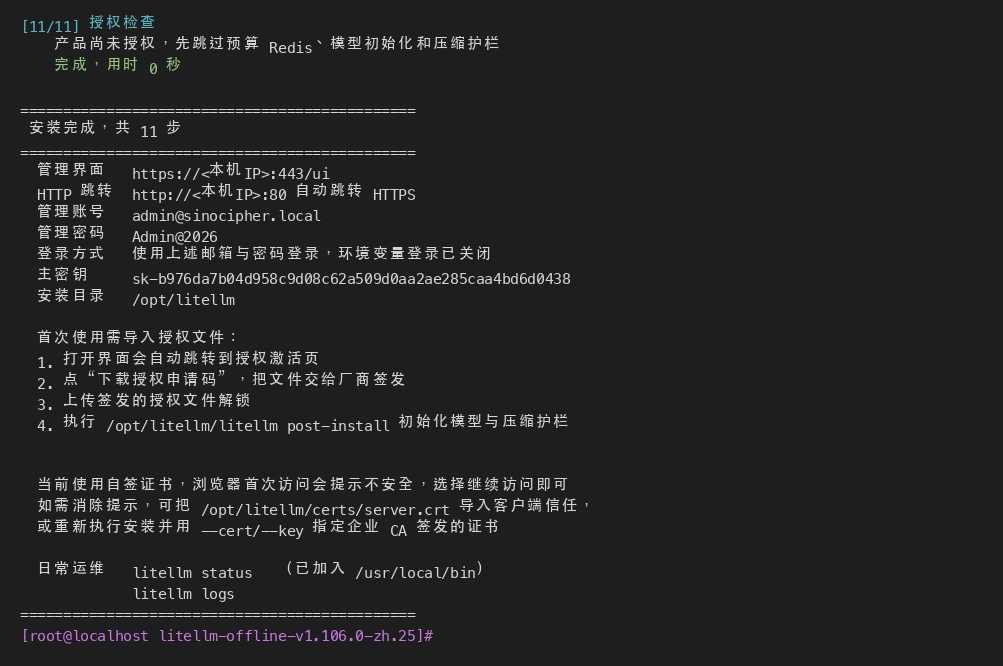 [11/11] 授权检查
产品尚未授权，先跳过预算 Redis、模型初始化和压缩护栏
完成，用时 0 秒
==============================================
安装完成，共 11 步
==============================================
管理界面 https://<本机IP>:443/ui
HTTP 跳转 http://<本机IP>:80 自动跳转 HTTPS
管理账号 admin@sinocipher.local
管理密码 Admin@2026
登录方式 使用上述邮箱与密码登录，环境变量登录已关闭
主密钥 sk-b976da7b04d958c9d08c62a509d0aa2ae285caa4bd6d0438
安装目录 /opt/litellm
首次使用需导入授权文件：
1. 打开界面会自动跳转到授权激活页
2. 点“下载授权申请码”，把文件交给厂商签发
3. 上传签发的授权文件解锁
4. 执行 /opt/litellm/litellm post-install 初始化模型与压缩护栏
当前使用自签证书，浏览器首次访问会提示不安全，选择继续访问即可
如需消除提示，可把 /opt/litellm/certs/server.crt 导入客户端信任，
或重新执行安装并用 --cert/--key 指定企业 CA 签发的证书
日常运维 litellm status （已加入 /usr/local/bin）
litellm logs
==============================================
[root@localhost litellm-offline-v1.106.0-zh.25]#